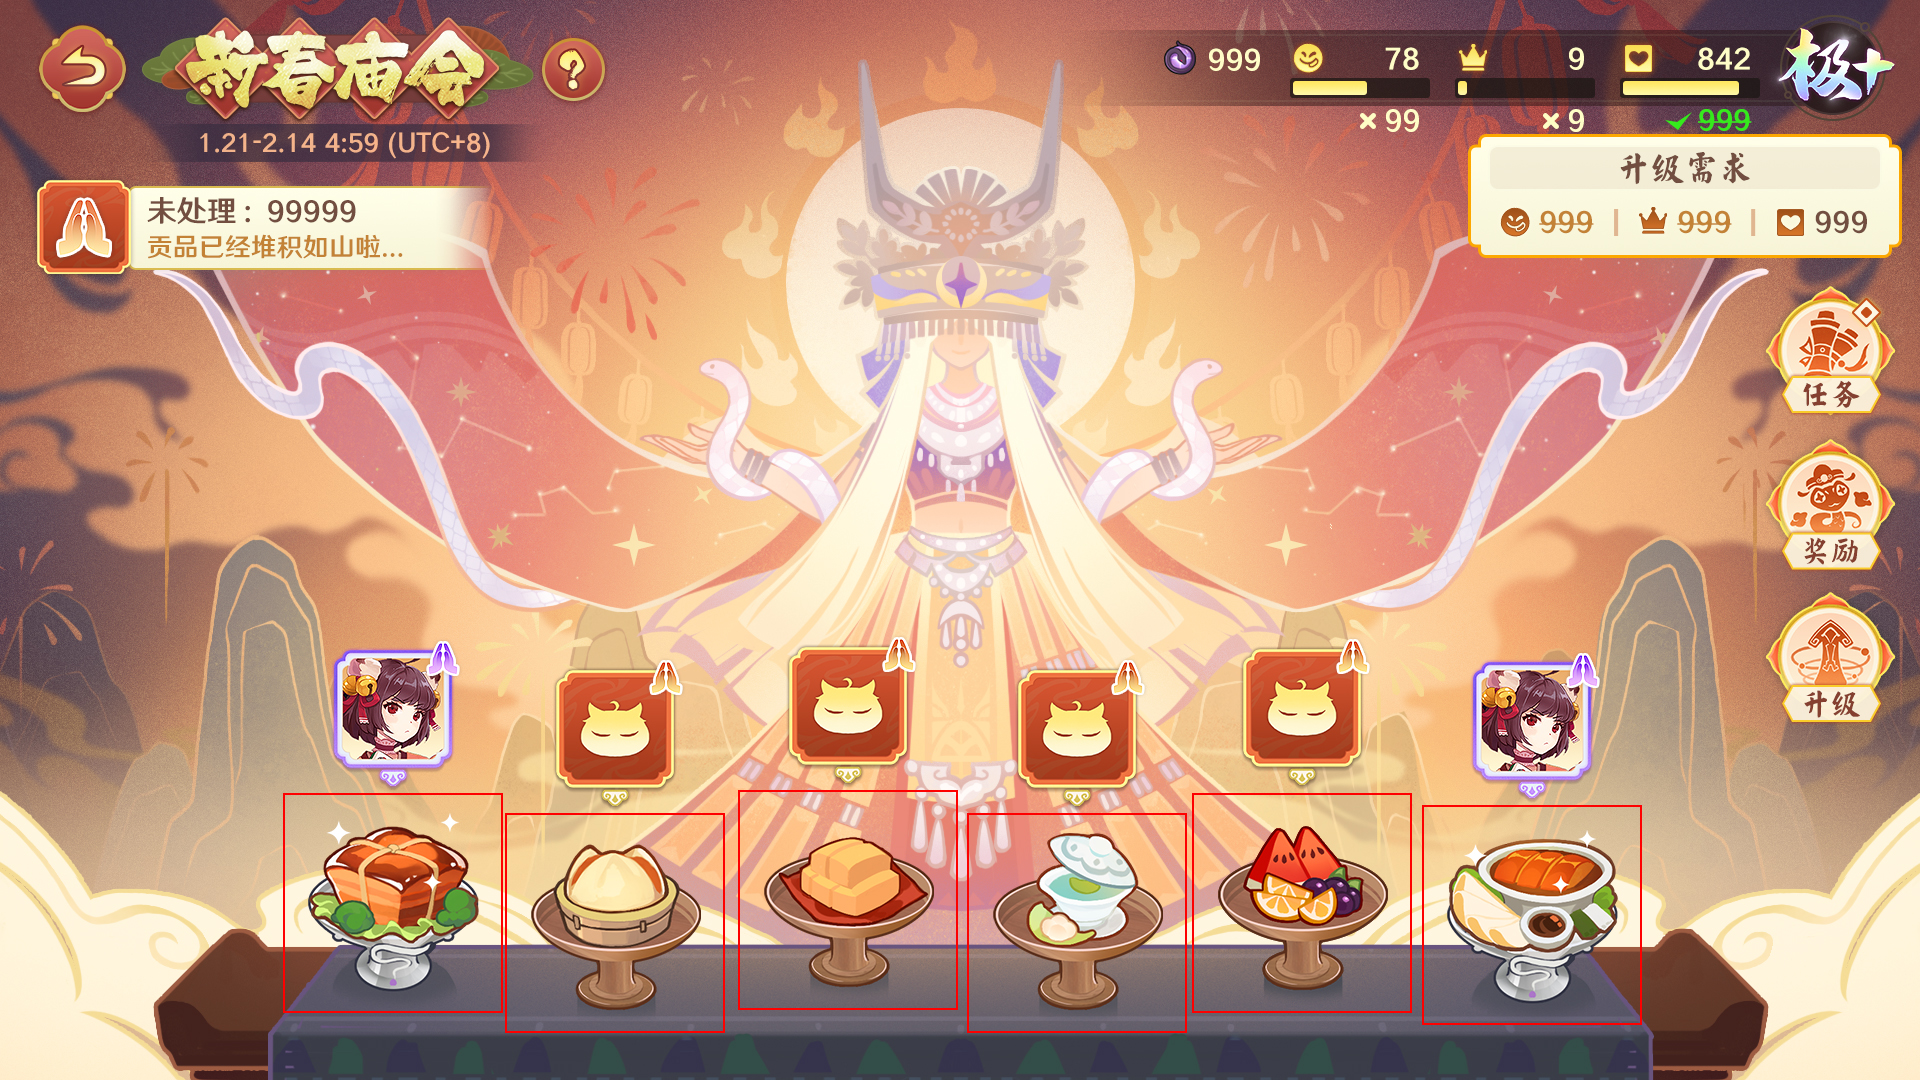 新春庙会
?
1.21-2.14 4:59 (UTC+8)
999
78
9
842
极+
×99
×9
✓999
升级需求
999 | 999 | 999
未处理：99999
贡品已经堆积如山啦...
任务
奖励
升级